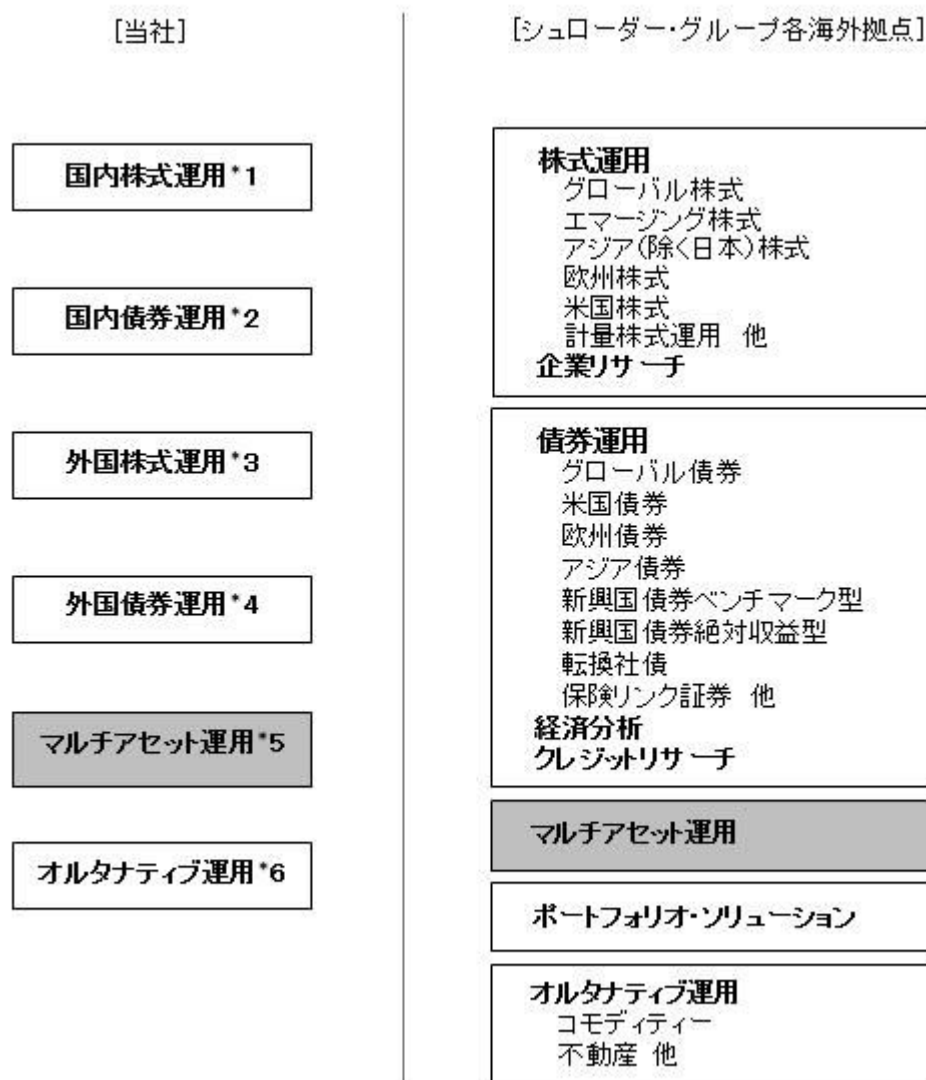 [当社]
国内株式運用*1
国内債券運用*2
外国株式運用*3
外国債券運用*4
マルチアセット運用*5
オルタナティブ運用*6
[シュローダー・グループ各海外拠点]
株式運用
グローバル株式
エマージング株式
アジア(除く日本)株式
欧州株式
米国株式
計量株式運用 他
企業リサーチ
債券運用
グローバル債券
米国債券
欧州債券
アジア債券
新興国債券ベンチマーク型
新興国債券絶対収益型
転換社債
保険リンク証券 他
経済分析
クレジットリサーチ
マルチアセット運用
ポートフォリオ・ソリューション
オルタナティブ運用
コモディティー
不動産 他